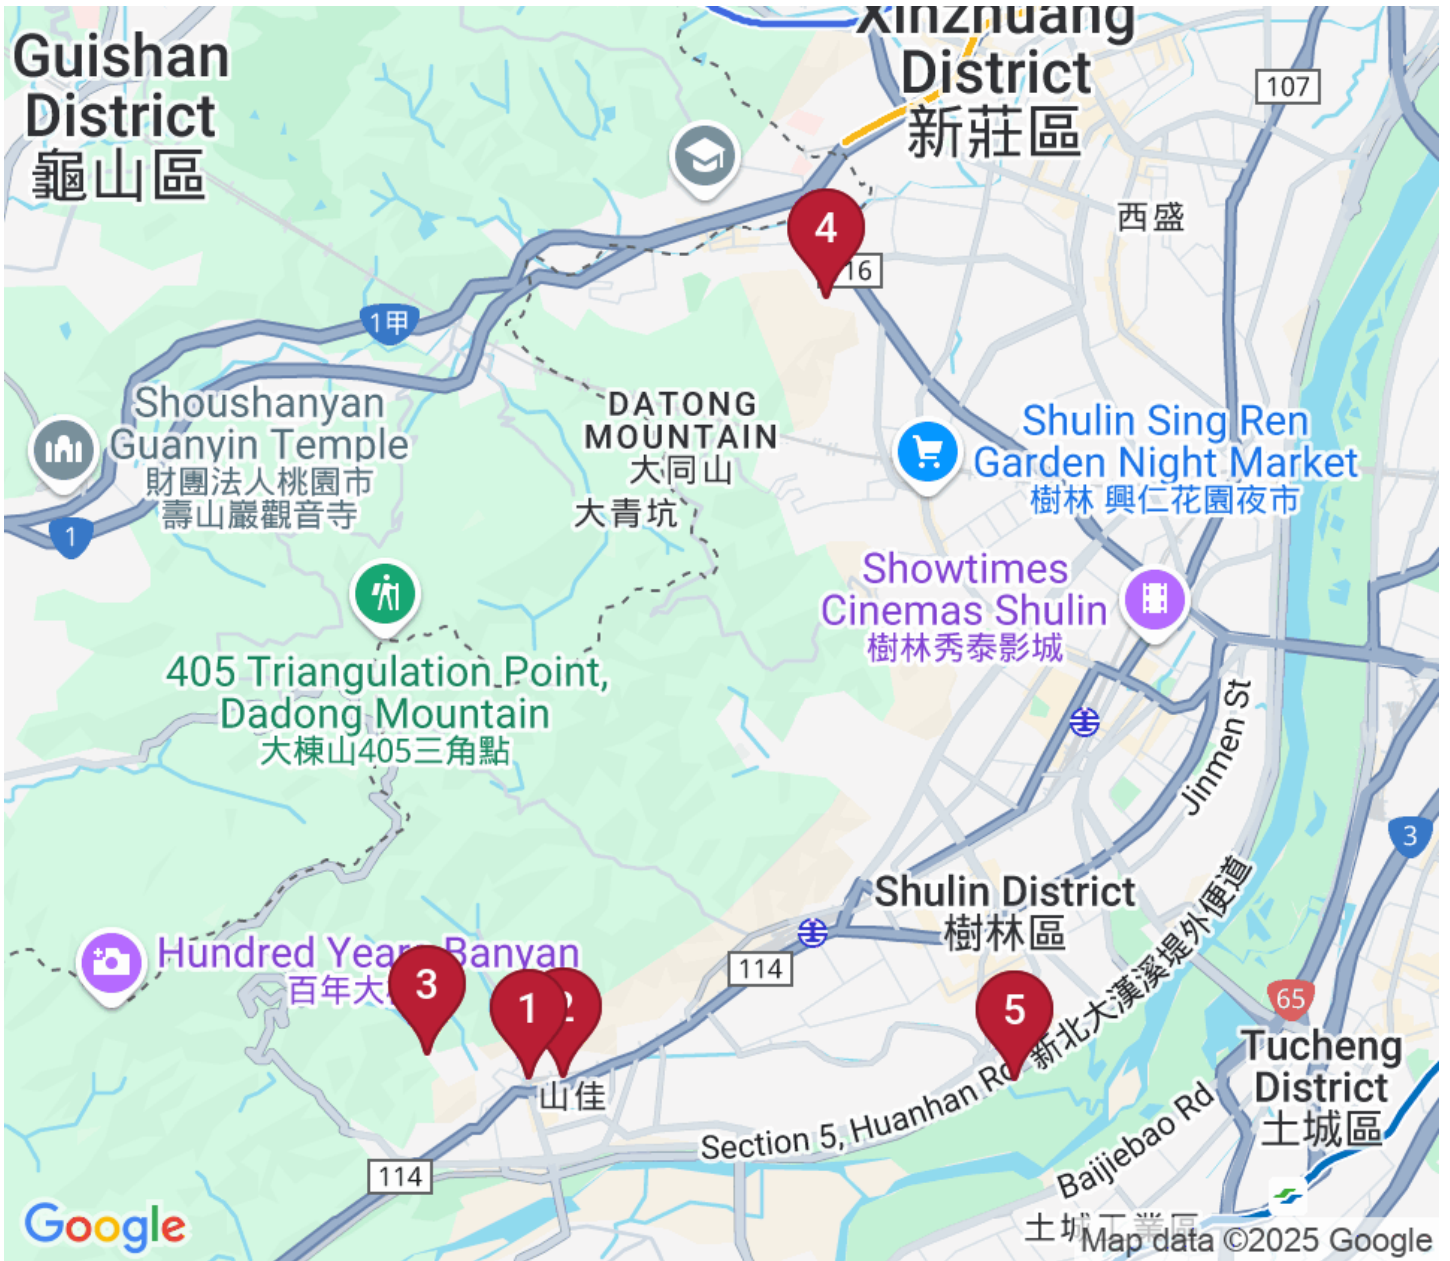 Guishan
District
龜山區
Xinzhuang
District
新莊區
107
西盛
4
16
1甲
DATONG
MOUNTAIN
大同山
大青坑
Shoushanyan
Guanyin Temple
財團法人桃園市
壽山巖觀音寺
1
Shulin Sing Ren
Garden Night Market
樹林 興仁花園夜市
Showtimes
Cinemas Shulin
樹林秀泰影城
405 Triangulation Point,
Dadong Mountain
大棟山405三角點
Jinmen St
3
Shulin District
樹林區
新北大漢溪堤外便道
Hundred Years Banyan
百年大
3
1
2
114
5
65
山佳
Section 5, Huanhan Rd
Tucheng
District
土城區
Baijiebao Rd
114
土城工業區
Google
Map data ©2025 Google